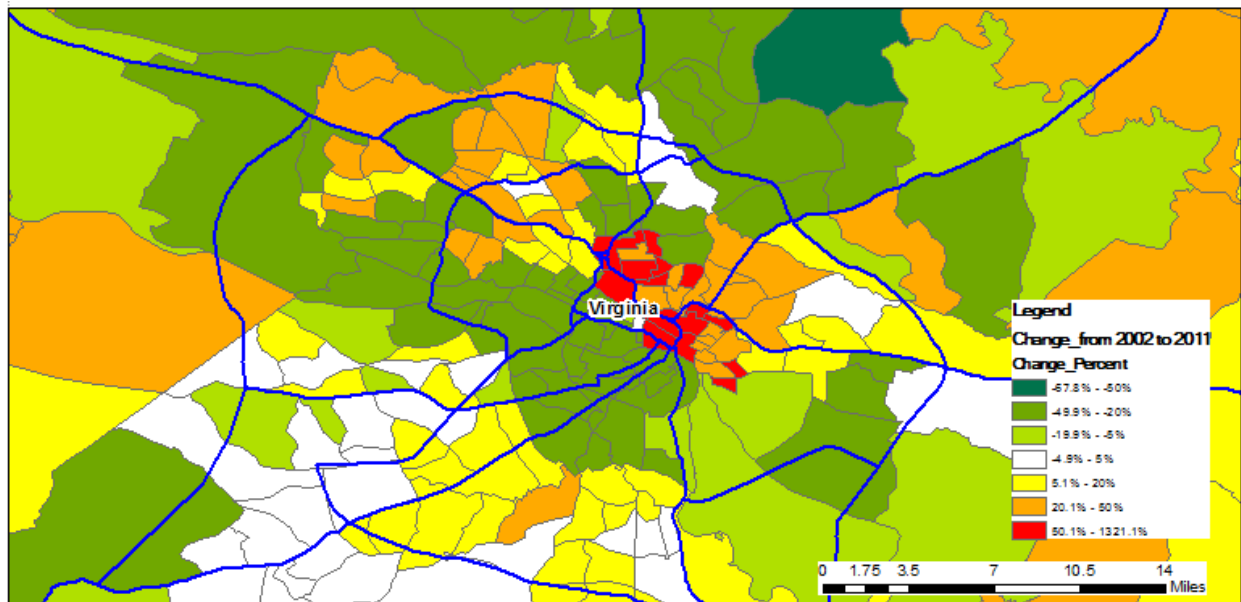 Virginia
Legend
Change_from 2002 to 2011
Change_Percent
-67.8% - -50%
-49.9% - -20%
-19.9% - -5%
-4.9% - 5%
5.1% - 20%
20.1% - 50%
50.1% - 1321.1%
0 1.75 3.5 7 10.5 14
Miles